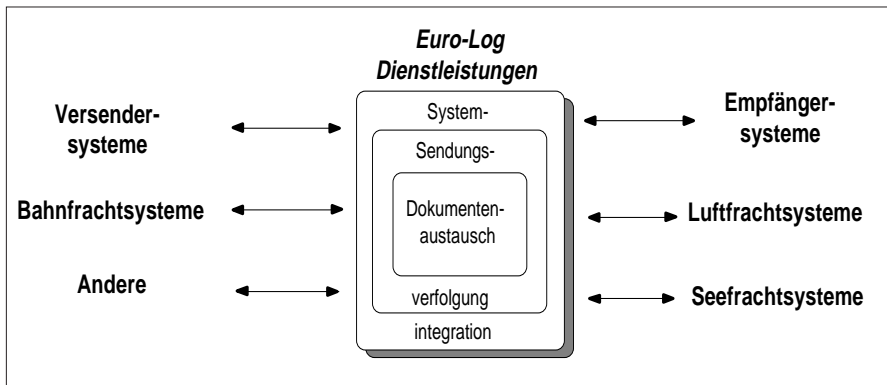 Euro-Log
Dienstleistungen
Versender-
systeme
Bahnfrachtsysteme
Andere
System-
Sendungs-
Dokumenten-
austausch
verfolgung
integration
Empfänger-
systeme
Luftfrachtsysteme
Seefrachtsysteme